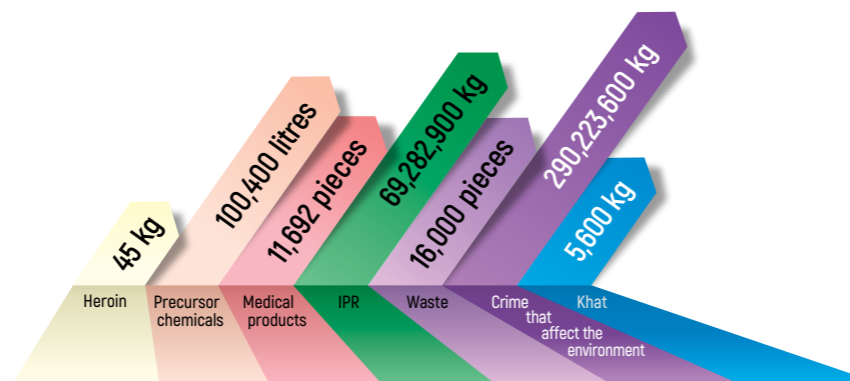 45 kg
100,400 litres
11,692 pieces
69,282,900 kg
16,000 pieces
290,223,600 kg
5,600 kg
Heroin
Precursor
chemicals
Medical
products
IPR
Waste
Crime
that
affect the
environment
Khat